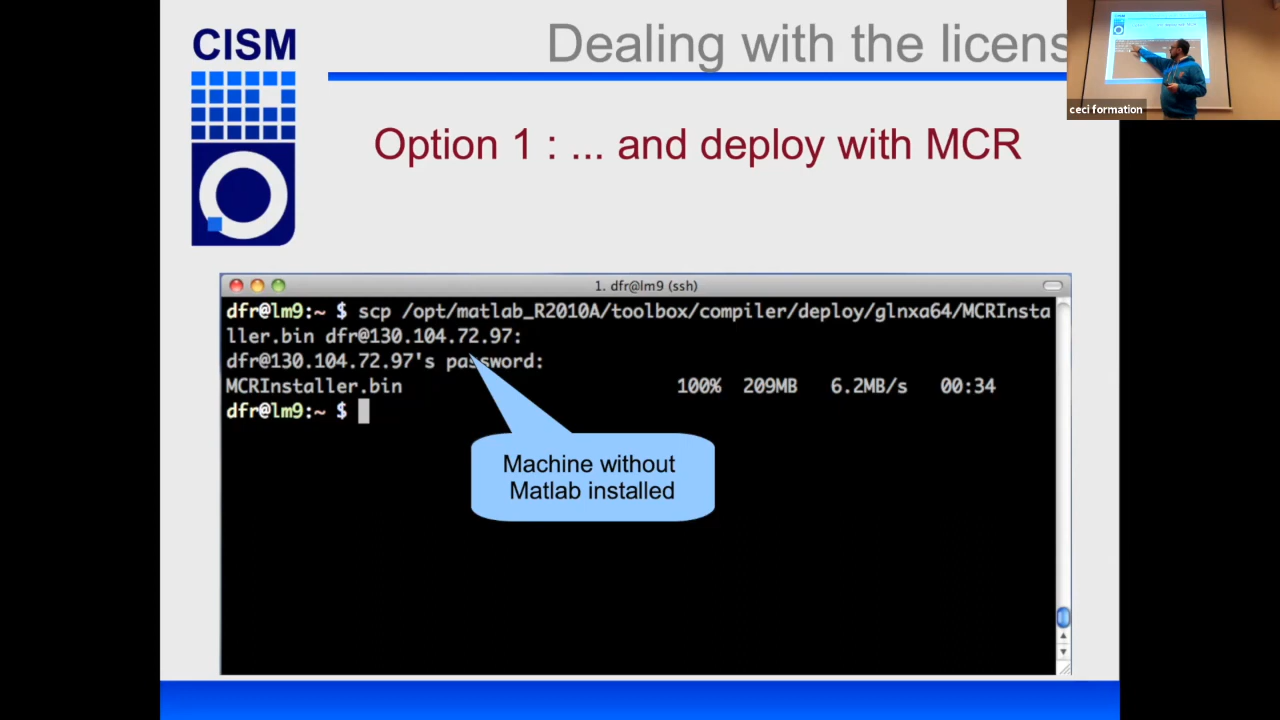 CISM
Dealing with the licens
ceci formation
Option 1 : ... and deploy with MCR
1. dfr@lm9 (ssh)
dfr@lm9:~ $ scp /opt/matlab_R2010A/toolbox/compiler/deploy/glnxa64/MCRInsta
ller.bin dfr@130.104.72.97:
dfr@130.104.72.97's password:
MCRInstaller.bin 100% 209MB 6.2MB/s 00:34
dfr@lm9:~ $
Machine without
Matlab installed